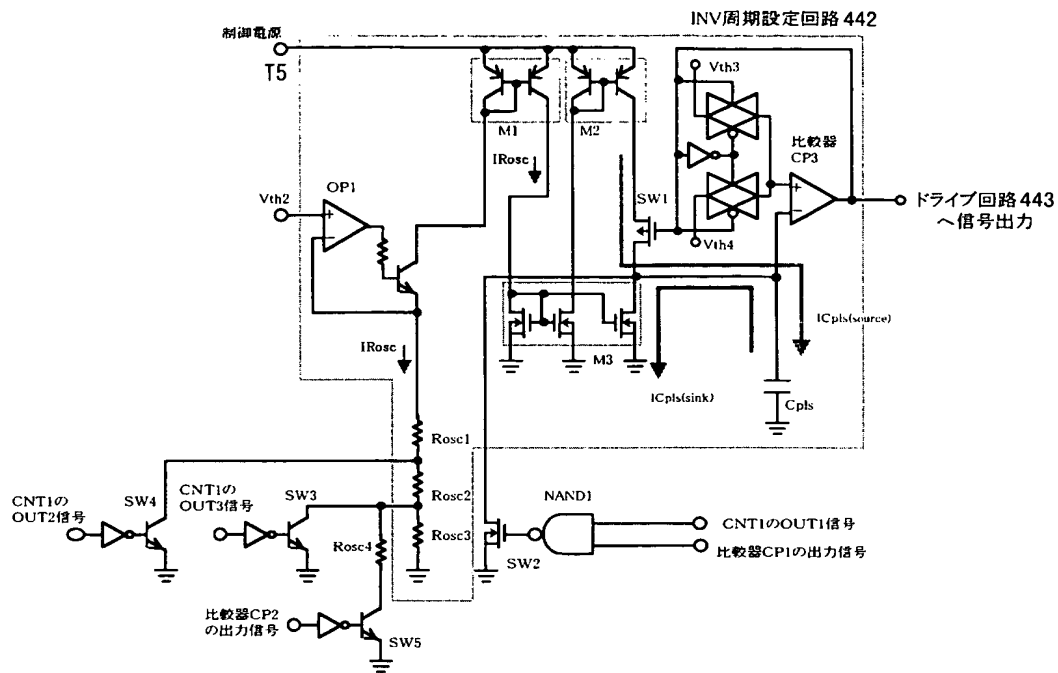 INV周期設定回路 442
制御電源
T5
Vth3
M1
M2
比較器
CP3
IRosc
OP1
Vth2
SW1
ドライブ回路 443
へ信号出力
Vth4
ICpls(source)
IRosc
M3
ICpls(sink)
Cpls
Rosc1
CNT1の
OUT2信号
SW4
CNT1の
OUT3信号
SW3
Rosc2
NAND1
CNT1のOUT1信号
Rosc3
比較器CP1の出力信号
Rosc4
SW2
比較器CP2
の出力信号
SW5